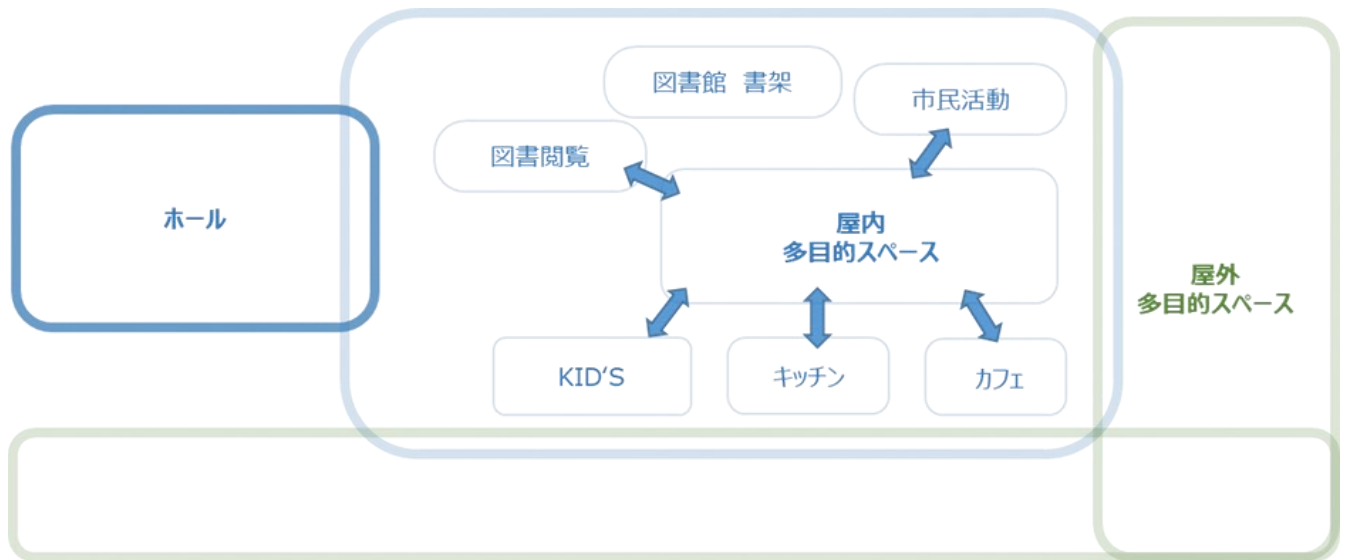 図書館 書架
市民活動
図書閲覧
ホール
屋内
多目的スペース
屋外
多目的スペース
KID'S
キッチン
カフェ